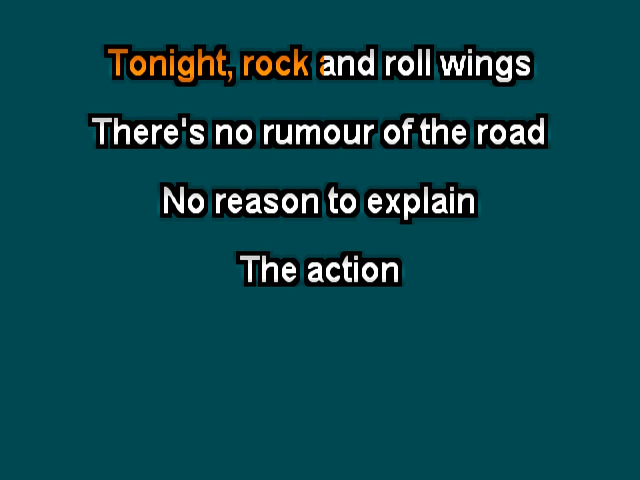 Tonight, rock and roll wings
There's no rumour of the road
No reason to explain
The action